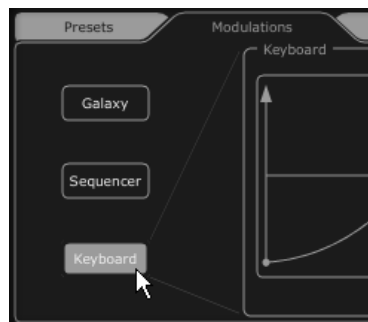 Presets
Modulations
Keyboard
Galaxy
Sequencer
Keyboard